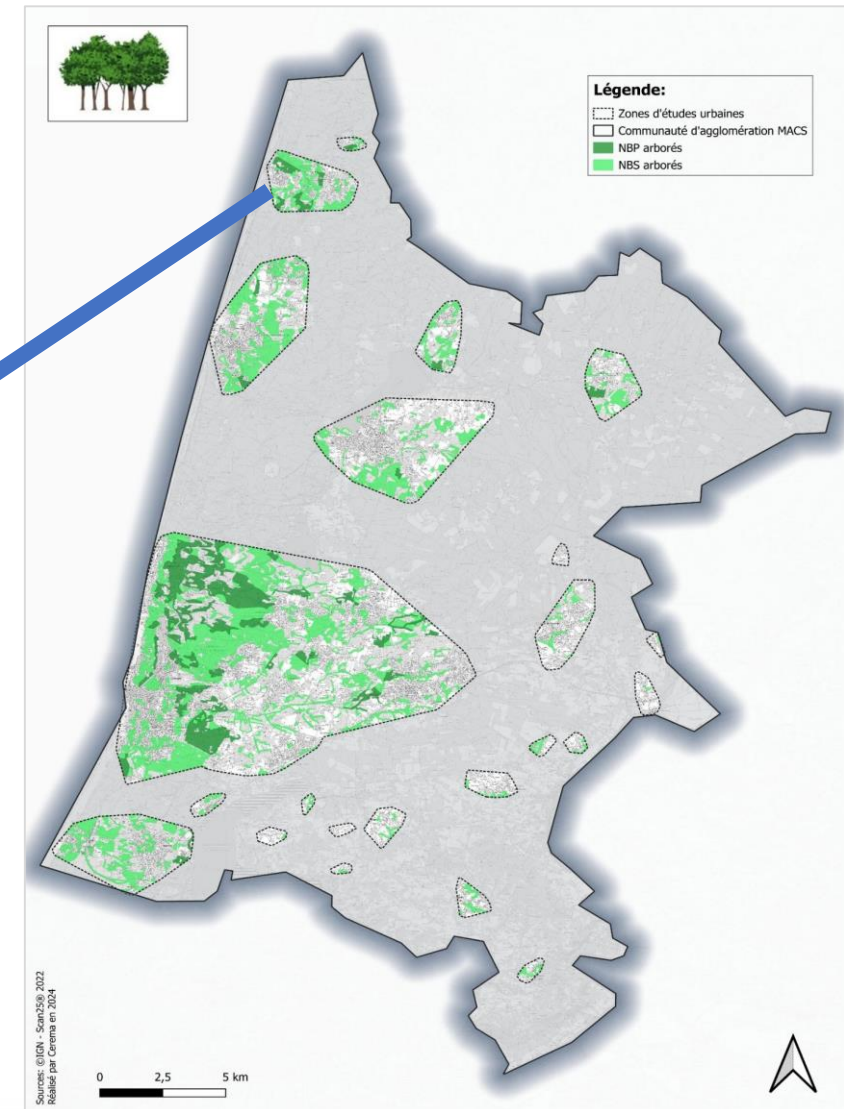 Légende:
Zones d'études urbaines
Communauté d'agglomération MACS
NBP arborés
NBS arborés
Sources: ©IGN - Scan25® 2022
Réalisé par Cerema en 2024
0 2,5 5 km